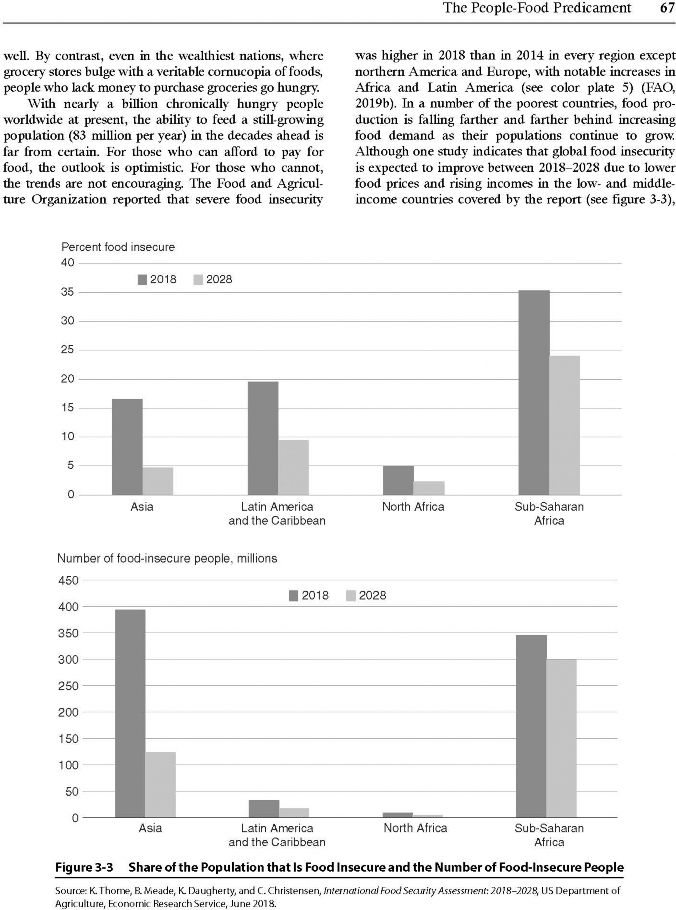 The People-Food Predicament 67
well. By contrast, even in the wealthiest nations, where
grocery stores bulge with a veritable cornucopia of foods,
people who lack money to purchase groceries go hungry.
With nearly a billion chronically hungry people
worldwide at present, the ability to feed a still-growing
population (83 million per year) in the decades ahead is
far from certain. For those who can afford to pay for
food, the outlook is optimistic. For those who cannot,
the trends are not encouraging. The Food and Agricul-
ture Organization reported that severe food insecurity
was higher in 2018 than in 2014 in every region except
northern America and Europe, with notable increases in
Africa and Latin America (see color plate 5) (FAO,
2019b). In a number of the poorest countries, food pro-
duction is falling farther and farther behind increasing
food demand as their populations continue to grow.
Although one study indicates that global food insecurity
is expected to improve between 2018–2028 due to lower
food prices and rising incomes in the low- and middle-
income countries covered by the report (see figure 3-3),
Percent food insecure
40
2018 2028
35
30
25
20
15
10
5
0
Asia Latin America North Africa Sub-Saharan
and the Caribbean Africa
Number of food-insecure people, millions
450
2018 2028
400
350
300
250
200
150
100
50
0
Asia Latin America North Africa Sub-Saharan
and the Caribbean Africa
Figure 3-3 Share of the Population that Is Food Insecure and the Number of Food-Insecure People
Source: K. Thome, B. Meade, K. Daugherty, and C. Christensen, International Food Security Assessment: 2018–2028, US Department of
Agriculture, Economic Research Service, June 2018.